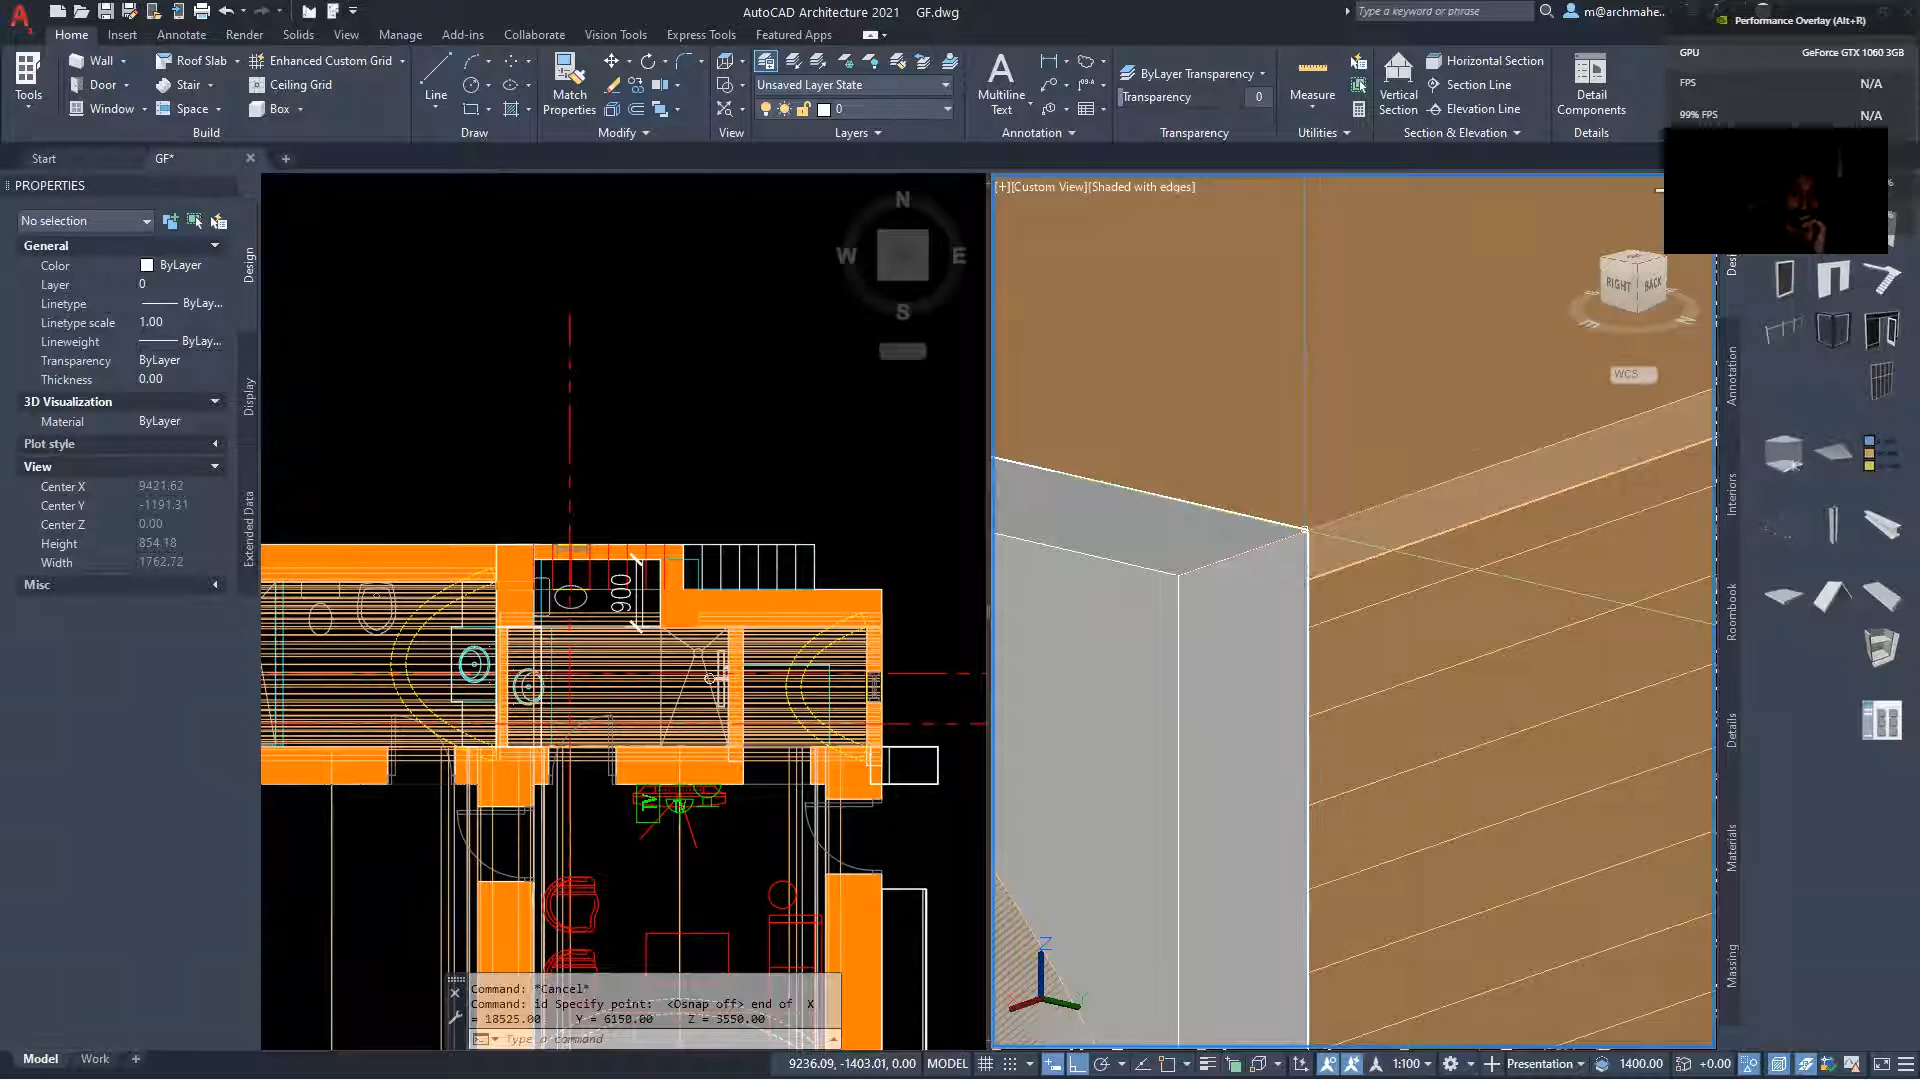 AutoCAD Architecture 2021 GF.dwg
Type a keyword or phrase
m@archmahe...
Performance Overlay (Alt+R)
Home Insert Annotate Render Solids View Manage Add-ins Collaborate Vision Tools Express Tools Featured Apps
GPU GeForce GTX 1060 3GB
FPS N/A
99% FPS N/A
Tools
Wall
Door
Window
Roof Slab
Stair
Space
Enhanced Custom Grid
Ceiling Grid
Box
Build
Line
Draw
Match
Properties
Modify
View
Unsaved Layer State
0
Layers
Multiline
Text
Annotation
ByLayer Transparency
Transparency 0
Transparency
Measure
Utilities
Vertical
Section
Horizontal Section
Section Line
Elevation Line
Section & Elevation
Detail
Components
Details
Start GF*
PROPERTIES
No selection
General
Color ByLayer
Layer 0
Linetype ByLay...
Linetype scale 1.00
Lineweight ByLay...
Transparency ByLayer
Thickness 0.00
3D Visualization
Material ByLayer
Plot style
View
Center X 9421.62
Center Y -1191.31
Center Z 0.00
Height 854.18
Width 1762.72
Misc
Design
Display
Extended Data
N
W E
S
900
TV
[+][Custom View][Shaded with edges]
RIGHT BACK
E N
WCS
Z
Annotation
Interiors
Roombook
Details
Materials
Massing
Command: *Cancel*
Command: id Specify point: <Osnap off> end of X
= 18525.00 Y = 6150.00 Z = 3550.00
Type a command
Model Work
9236.09, -1403.01, 0.00 MODEL
1:100
Presentation
1400.00
+0.00